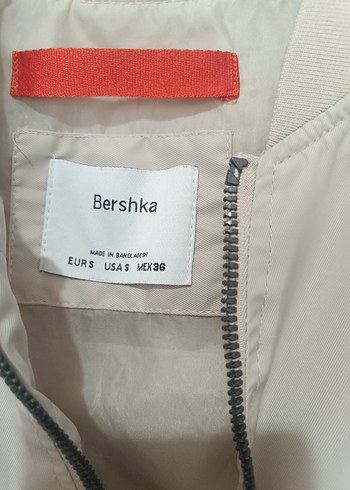 Bershka
MADE IN BANGLADESH
EUR S USA S MEX 36